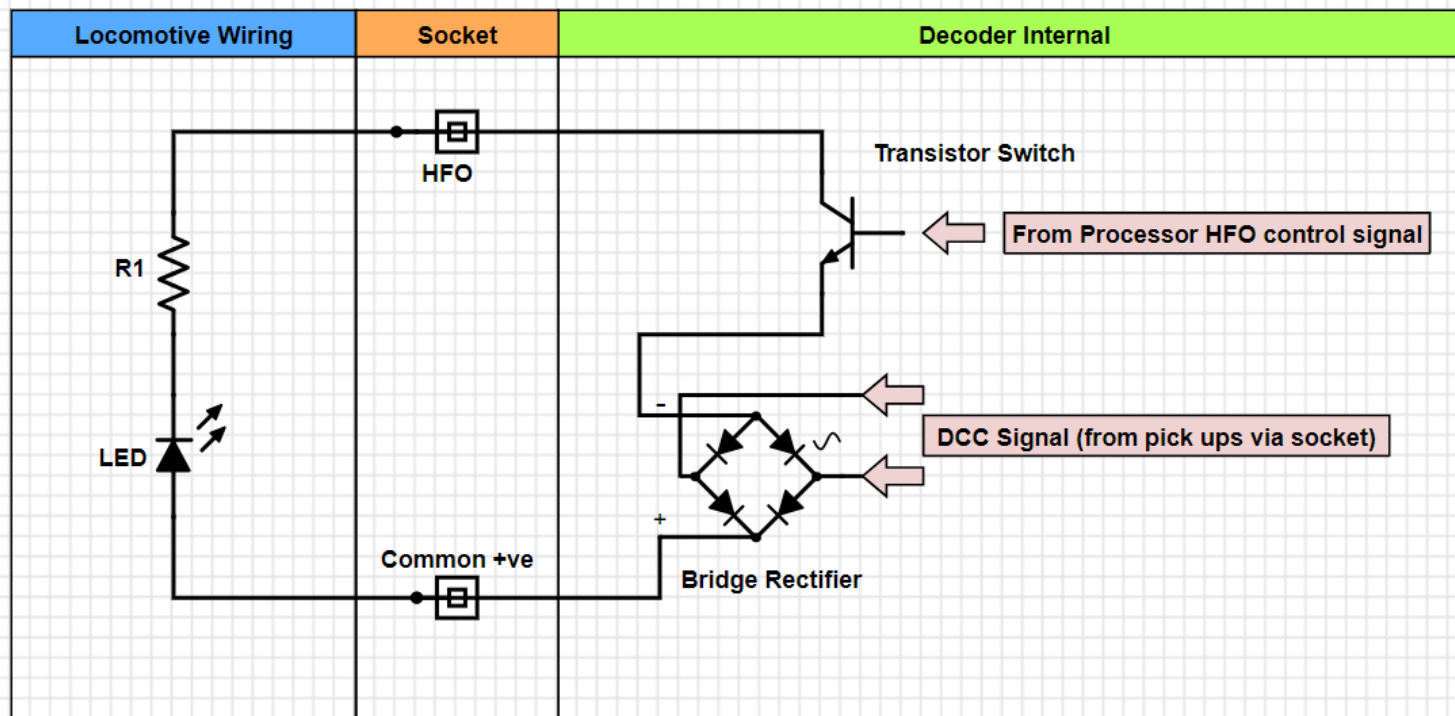 Locomotive Wiring
Socket
Decoder Internal
HFO
Transistor Switch
From Processor HFO control signal
R1
-
LED
DCC Signal (from pick ups via socket)
+
Common +ve
Bridge Rectifier